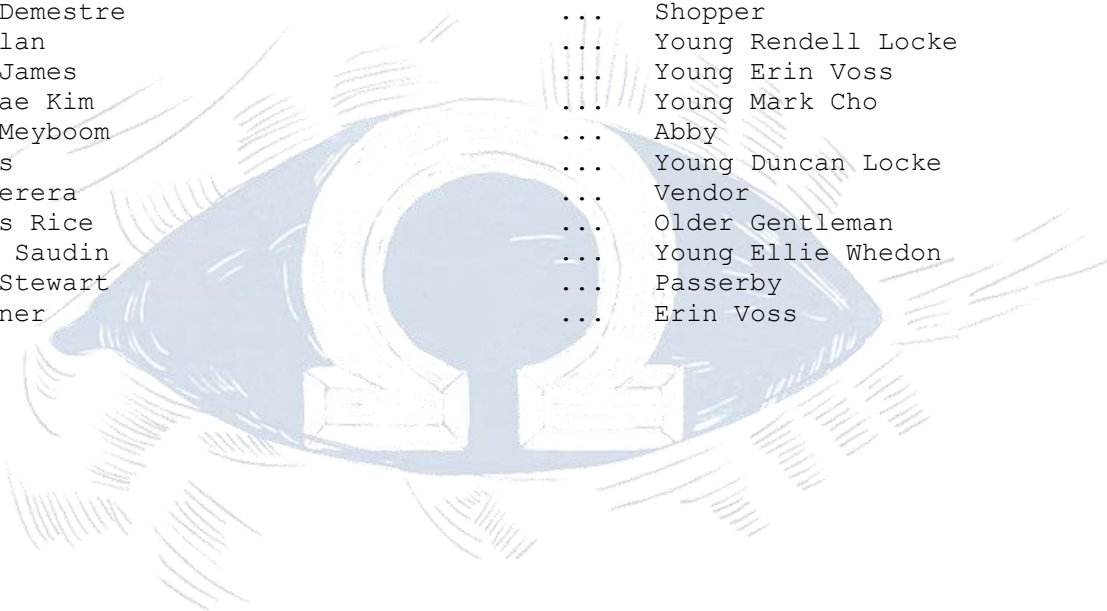 Demestre ... Shopper
lan ... Young Rendell Locke
James ... Young Erin Voss
ae Kim ... Young Mark Cho
Meyboom ... Abby
s ... Young Duncan Locke
erera ... Vendor
s Rice ... Older Gentleman
Saudin ... Young Ellie Whedon
Stewart ... Passerby
ner ... Erin Voss